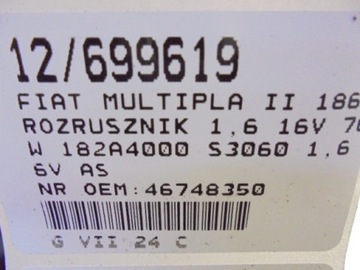 12/699619
FIAT MULTIPLA II 186
ROZRUSZNIK 1,6 16V 7
W 182A4000 S3060 1,6
6V AS
NR OEM:46748350
G VII 24 C